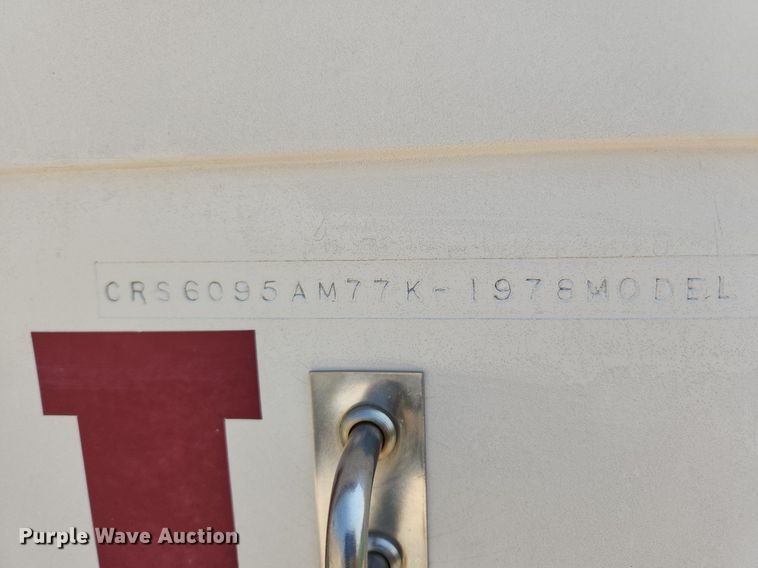 CRS6095AM77K-1978MODEL
Purple Wave Auction